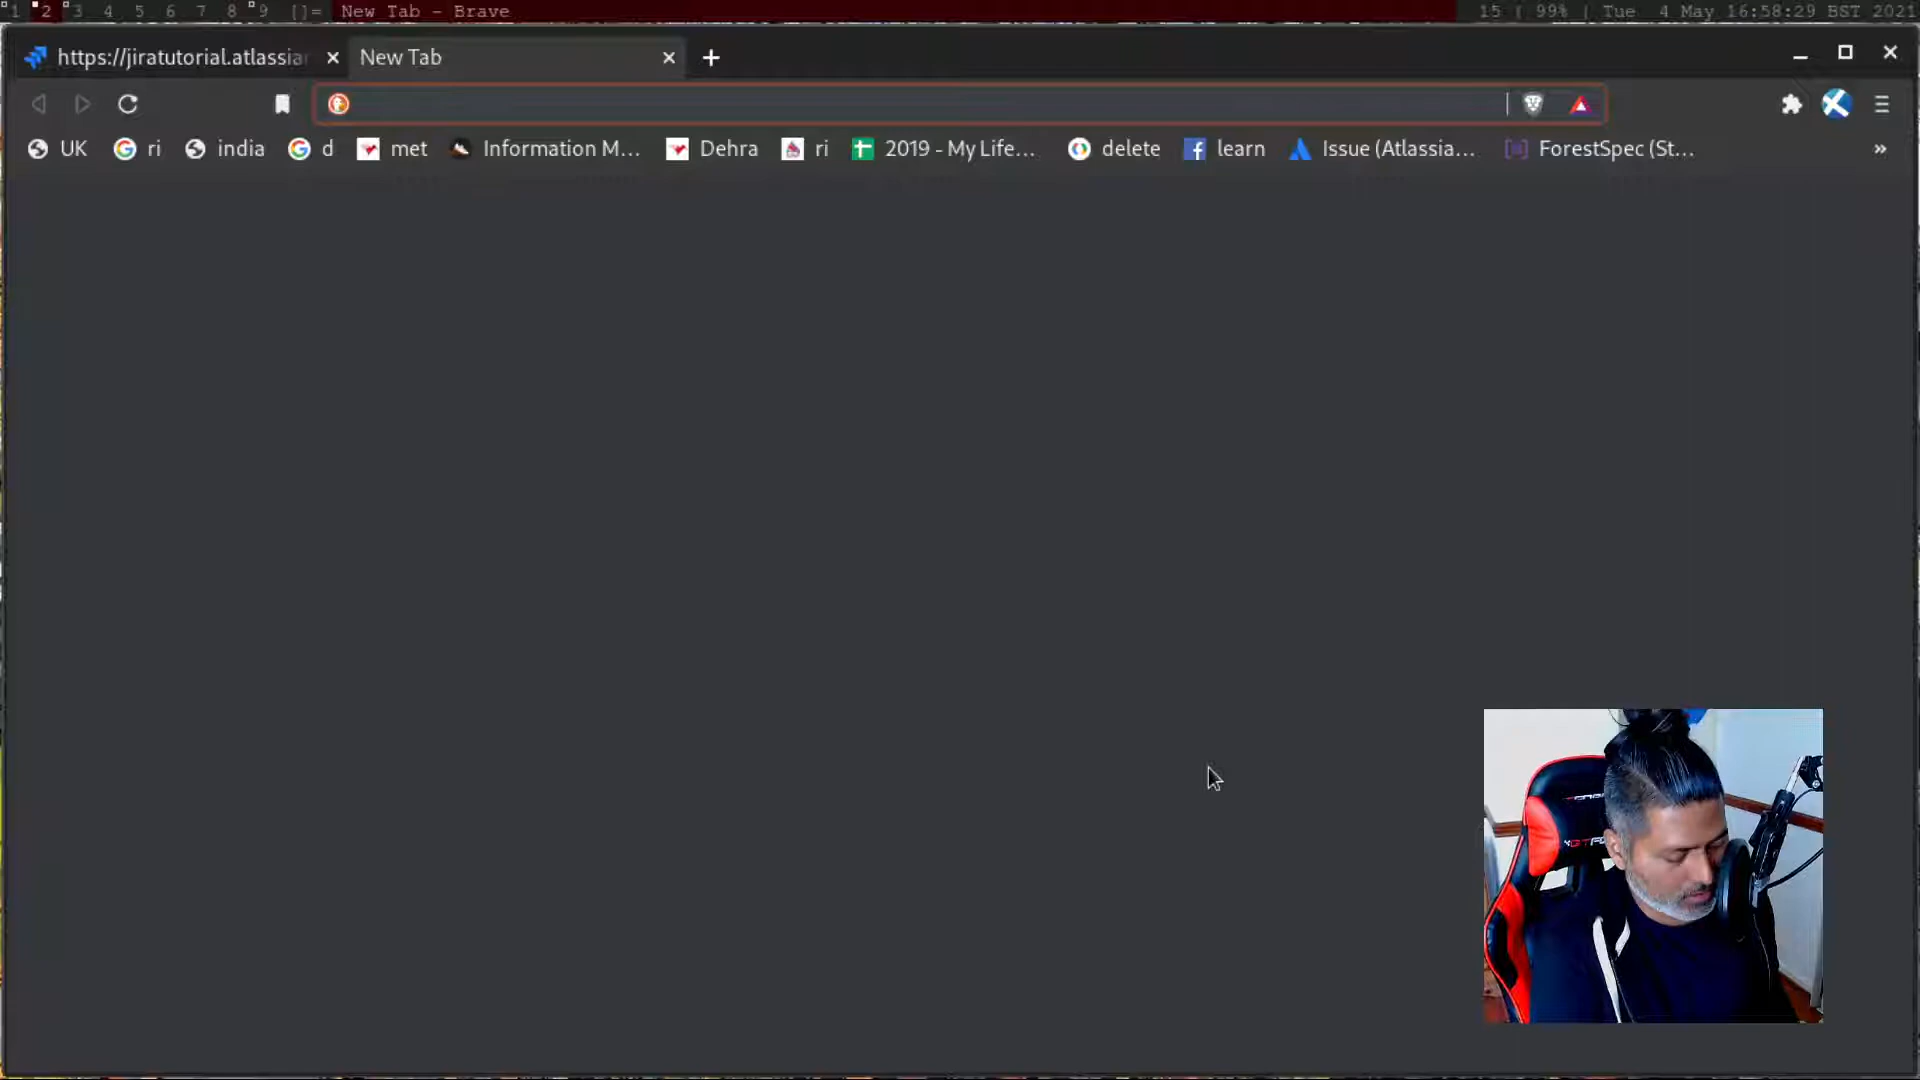 1 2 3 4 5 6 7 8 9 []= New Tab - Brave 15 | 99% | Tue 4 May 16:58:29 BST 2021
https://jiratutorial.atlassian New Tab
UK ri india d met Information M... Dehra ri 2019 - My Life... delete learn Issue (Atlassia... ForestSpec (St... »